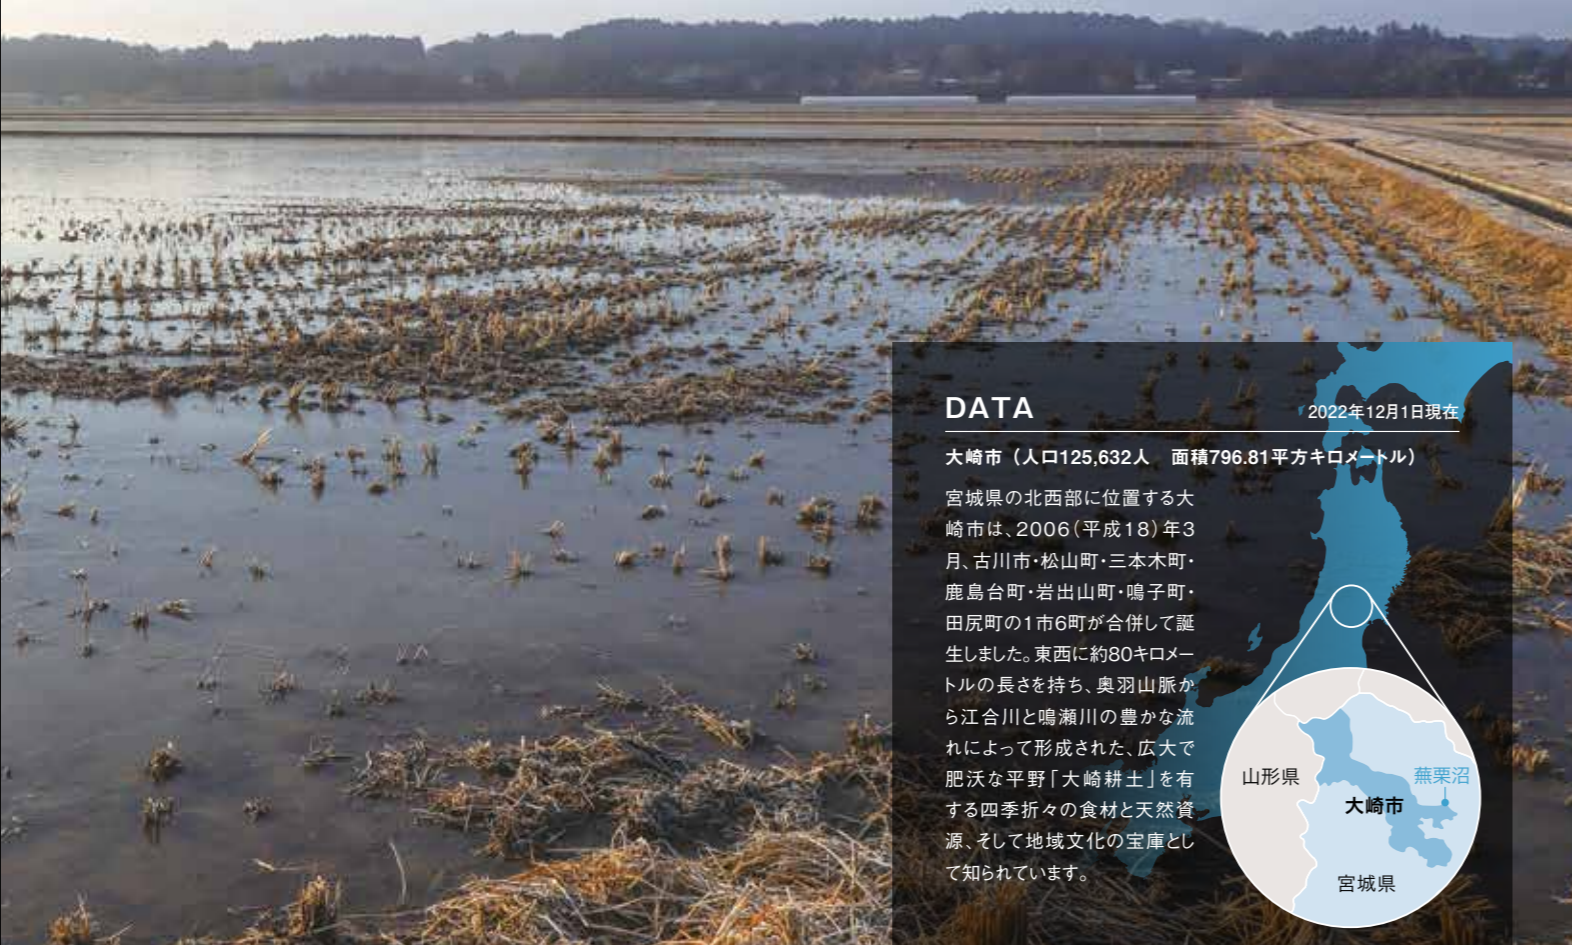 DATA
2022年12月1日現在
大崎市（人口125,632人　面積796.81平方キロメートル）
宮城県の北西部に位置する大
崎市は、2006（平成18）年3
月、古川市・松山町・三本木町・
鹿島台町・岩出山町・鳴子町・
田尻町の1市6町が合併して誕
生しました。東西に約80キロメー
トルの長さを持ち、奥羽山脈か
ら江合川と鳴瀬川の豊かな流
れによって形成された、広大で
肥沃な平野「大崎耕土」を有
する四季折々の食材と天然資
源、そして地域文化の宝庫とし
て知られています。
山形県
蕪栗沼
大崎市
宮城県